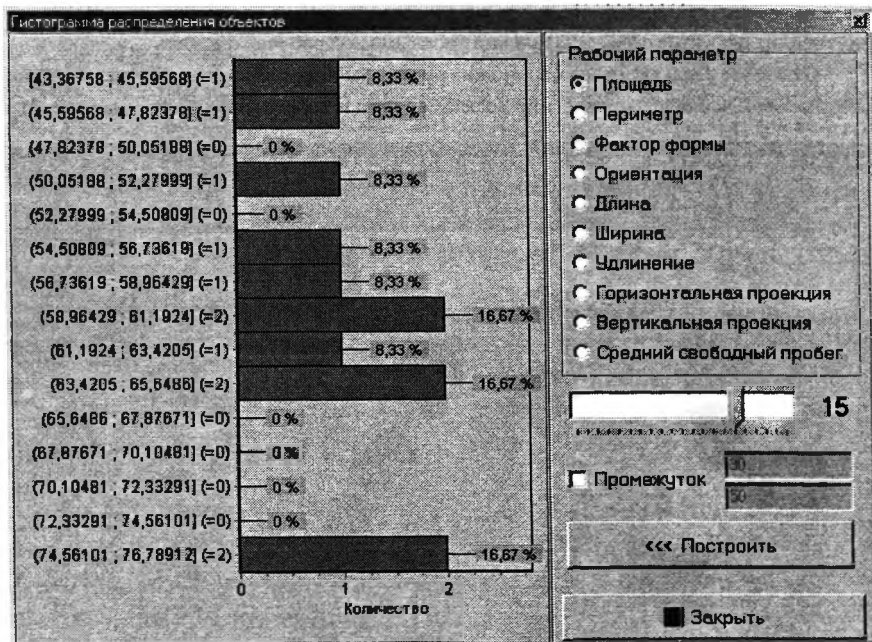 Гистограмма распределения объектов
[43,36758 ; 45,59568] (=1)
8,33 %
(45,59568 ; 47,82378] (=1)
8,33 %
(47,82378 ; 50,05188] (=0)
0 %
(50,05188 ; 52,27999] (=1)
8,33 %
(52,27999 ; 54,50809] (=0)
0 %
(54,50809 ; 56,73619] (=1)
8,33 %
(56,73619 ; 58,96429] (=1)
8,33 %
(58,96429 ; 61,1924] (=2)
16,67 %
(61,1924 ; 63,4205] (=1)
8,33 %
(63,4205 ; 65,6486] (=2)
16,67 %
(65,6486 ; 67,87671] (=0)
0 %
(67,87671 ; 70,10481] (=0)
0 %
(70,10481 ; 72,33291] (=0)
0 %
(72,33291 ; 74,56101] (=0)
0 %
(74,56101 ; 76,78912] (=2)
16,67 %
0 1 2
Количество
Рабочий параметр
Площадь
Периметр
Фактор формы
Ориентация
Длина
Ширина
Удлинение
Горизонтальная проекция
Вертикальная проекция
Средний свободный пробег
15
Промежуток
30
50
<<< Построить
Закрыть